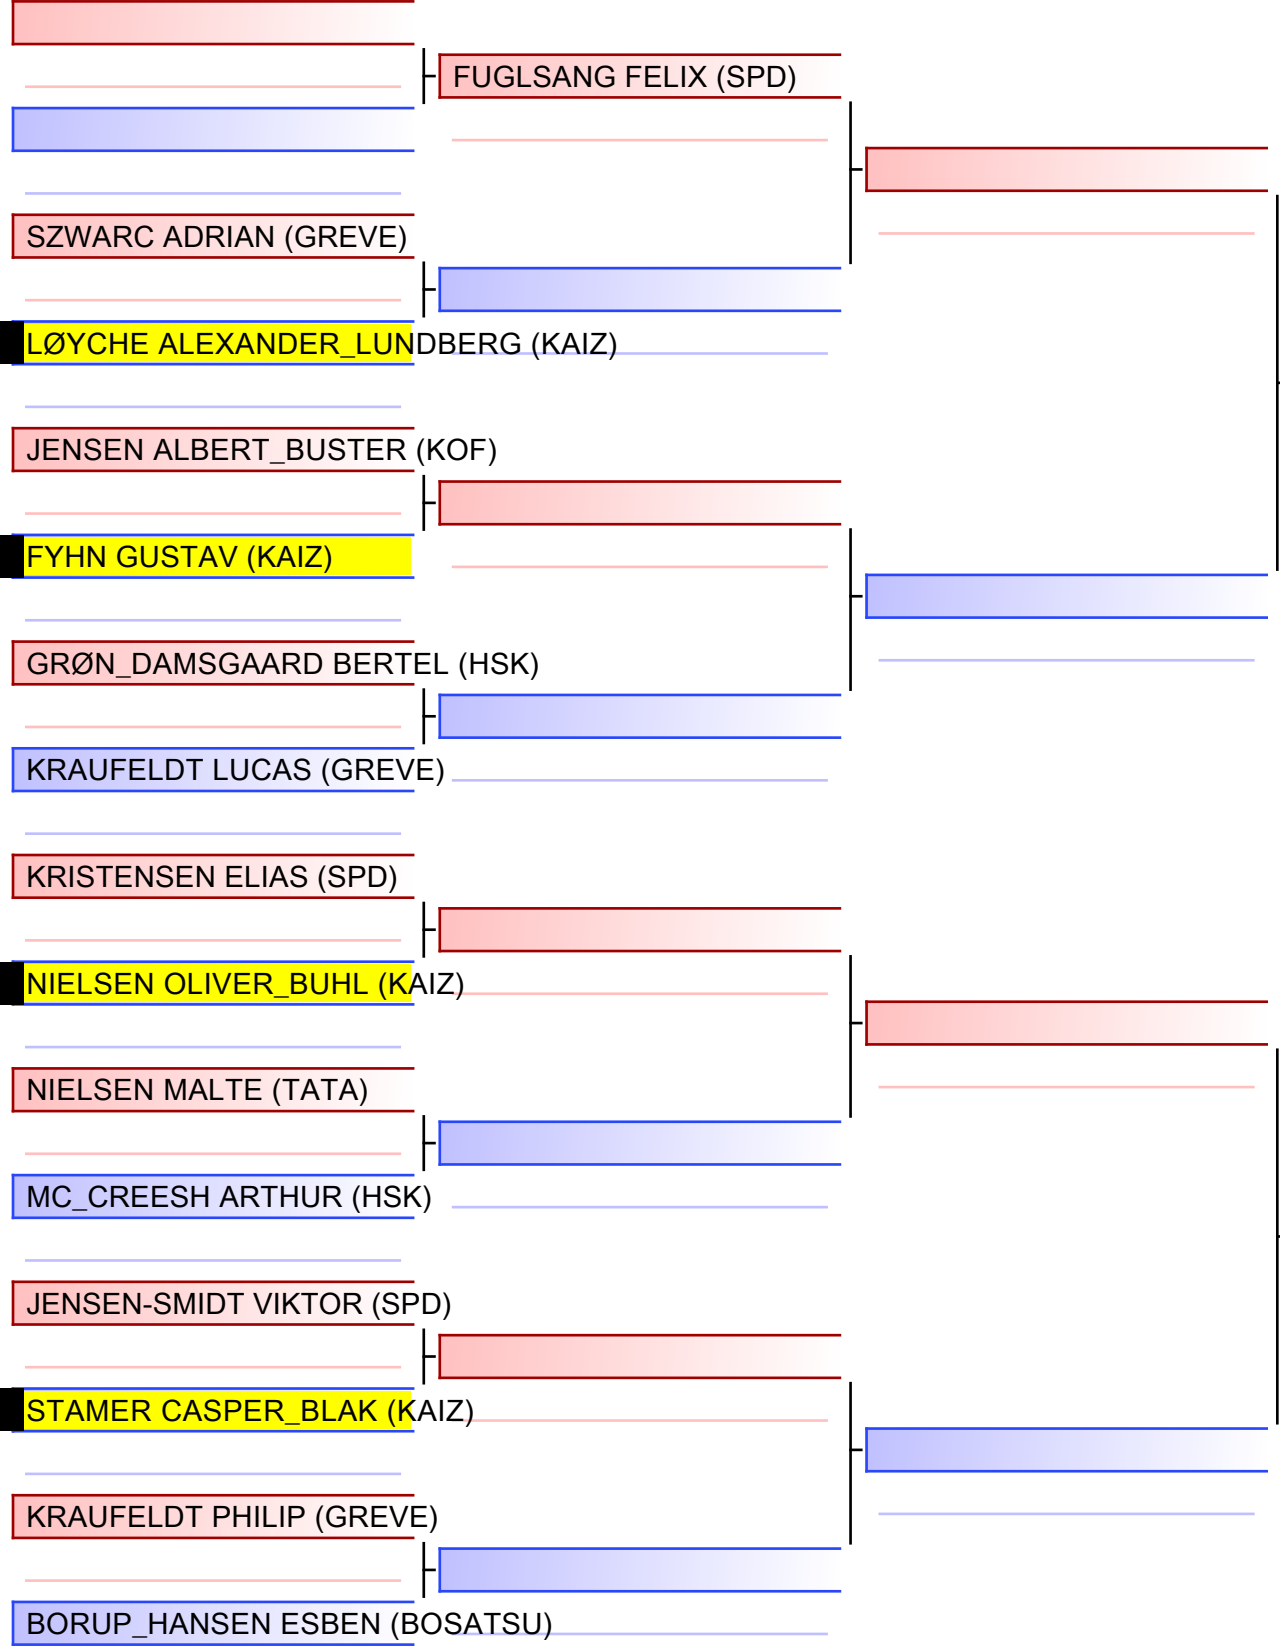 FUGLSANG FELIX (SPD)
SZWARC ADRIAN (GREVE)
LØYCHE ALEXANDER_LUNDBERG (KAIZ)
JENSEN ALBERT_BUSTER (KOF)
FYHN GUSTAV (KAIZ)
GRØN_DAMSGAARD BERTEL (HSK)
KRAUFELDT LUCAS (GREVE)
KRISTENSEN ELIAS (SPD)
NIELSEN OLIVER_BUHL (KAIZ)
NIELSEN MALTE (TATA)
MC_CREESH ARTHUR (HSK)
JENSEN-SMIDT VIKTOR (SPD)
STAMER CASPER_BLAK (KAIZ)
KRAUFELDT PHILIP (GREVE)
BORUP_HANSEN ESBEN (BOSATSU)